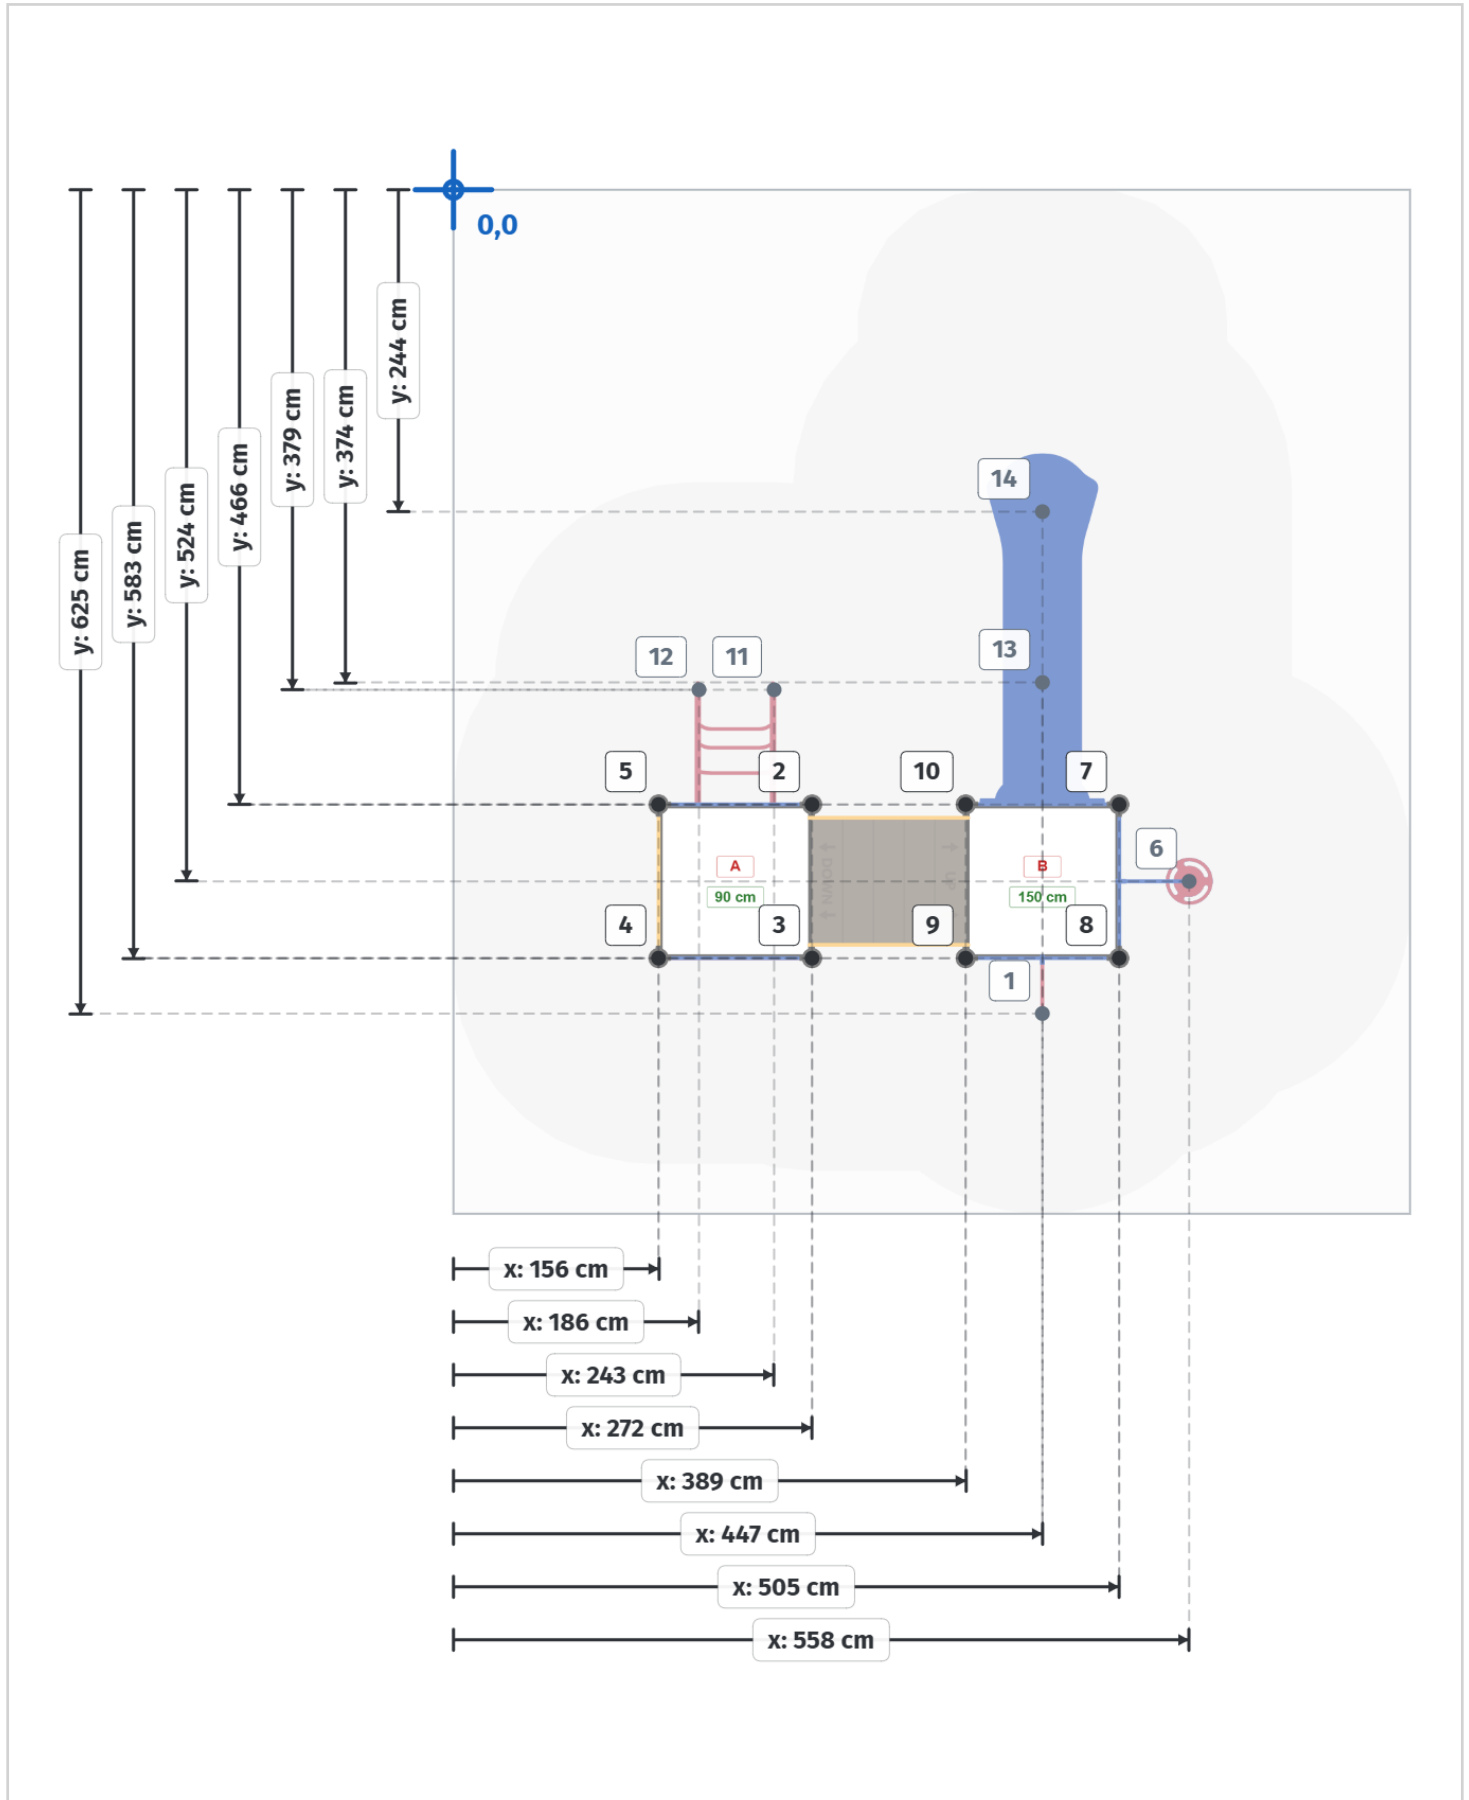 0,0
y: 244 cm
y: 374 cm
y: 379 cm
y: 466 cm
y: 524 cm
y: 583 cm
y: 625 cm
14
13
12
11
5
2
10
7
6
A
90 cm
B
150 cm
DOWN
4
3
9
8
1
x: 156 cm
x: 186 cm
x: 243 cm
x: 272 cm
x: 389 cm
x: 447 cm
x: 505 cm
x: 558 cm